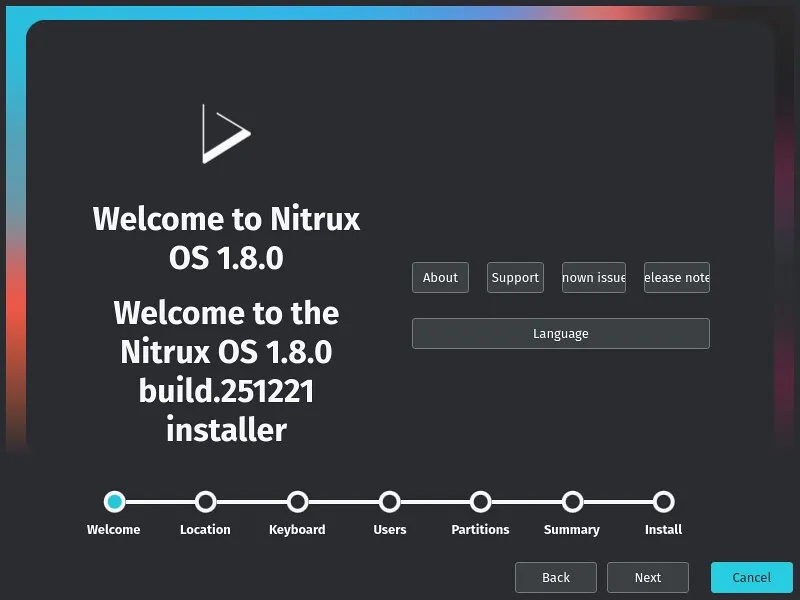 Welcome to Nitrux
OS 1.8.0
Welcome to the
Nitrux OS 1.8.0
build.251221
installer
About
Support
nown issue
elease note
Language
Welcome
Location
Keyboard
Users
Partitions
Summary
Install
Back
Next
Cancel